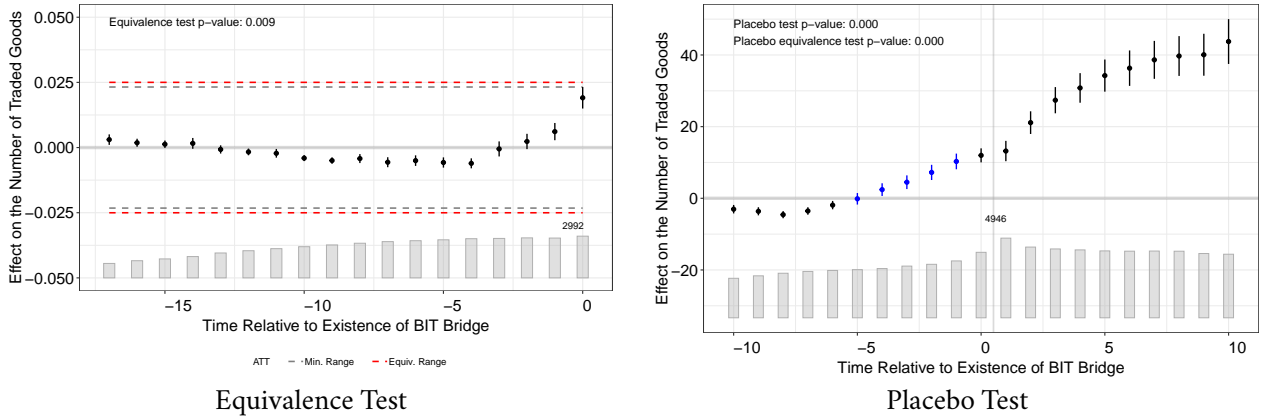 Equivalence test p−value: 0.009
0.050
0.025
0.000
−0.025
−0.050
Effect on the Number of Traded Goods
2992
−15
−10
−5
0
Time Relative to Existence of BIT Bridge
ATT
Min. Range
Equiv. Range
Equivalence Test
Placebo test p−value: 0.000
Placebo equivalence test p−value: 0.000
40
20
0
−20
Effect on the Number of Traded Goods
4946
−10
−5
0
5
10
Time Relative to Existence of BIT Bridge
Placebo Test